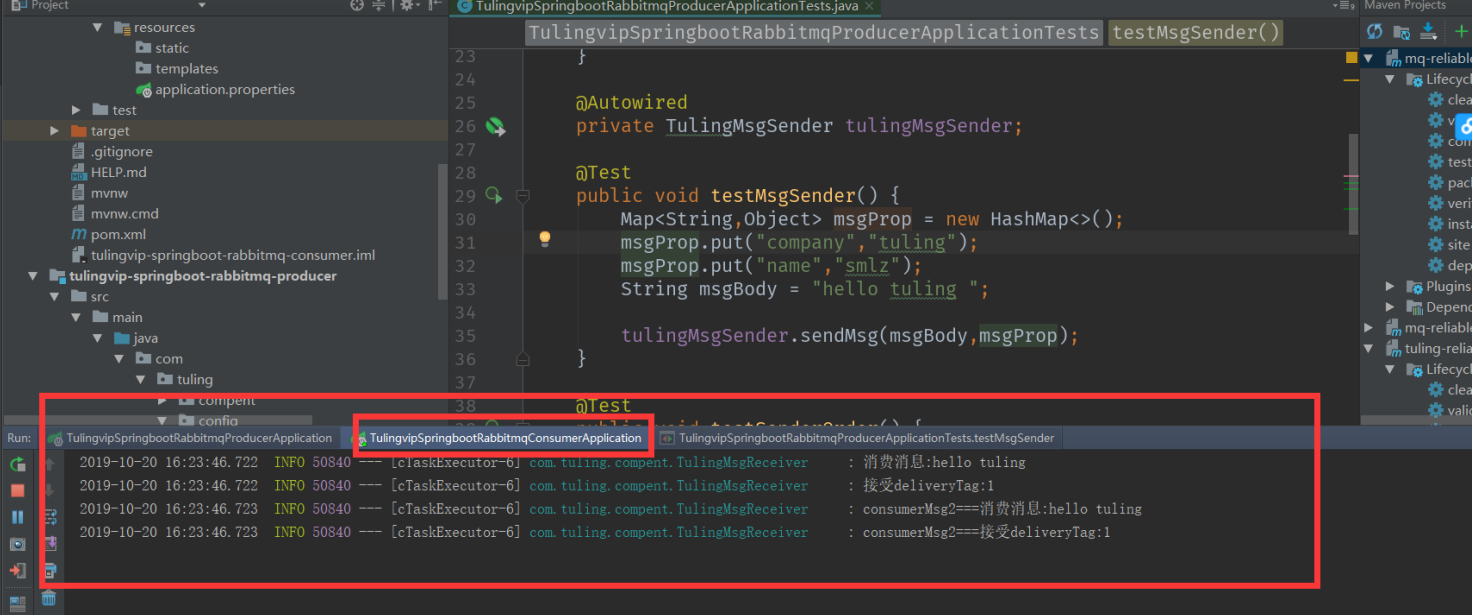 Project
resources
static
templates
application.properties
test
target
.gitignore
HELP.md
mvnw
mvnw.cmd
pom.xml
tulingvip-springboot-rabbitmq-consumer.iml
tulingvip-springboot-rabbitmq-producer
src
main
java
com
tuling
compent
config
TulingvipSpringbootRabbitmqProducerApplicationTests.java
TulingvipSpringbootRabbitmqProducerApplicationTests testMsgSender()
23 }
24
25 @Autowired
26 private TulingMsgSender tulingMsgSender;
27
28 @Test
29 public void testMsgSender() {
30 Map<String,Object> msgProp = new HashMap<>();
31 msgProp.put("company","tuling");
32 msgProp.put("name","smlz");
33 String msgBody = "hello tuling ";
34
35 tulingMsgSender.sendMsg(msgBody,msgProp);
36 }
37
38 @Test
public void testSenderOrder() {
Maven Projects
mq-reliable
Lifecycl
clea
v
com
test
pack
verif
insta
site
dep
Plugins
Depend
mq-reliable
tuling-relia
Lifecycl
clea
valid
Run: TulingvipSpringbootRabbitmqProducerApplication TulingvipSpringbootRabbitmqConsumerApplication TulingvipSpringbootRabbitmqProducerApplicationTests.testMsgSender
2019-10-20 16:23:46.722 INFO 50840 --- [cTaskExecutor-6] com.tuling.compent.TulingMsgReceiver : 消费消息:hello tuling
2019-10-20 16:23:46.722 INFO 50840 --- [cTaskExecutor-6] com.tuling.compent.TulingMsgReceiver : 接受deliveryTag:1
2019-10-20 16:23:46.723 INFO 50840 --- [cTaskExecutor-6] com.tuling.compent.TulingMsgReceiver : consumerMsg2===消费消息:hello tuling
2019-10-20 16:23:46.723 INFO 50840 --- [cTaskExecutor-6] com.tuling.compent.TulingMsgReceiver : consumerMsg2===接受deliveryTag:1